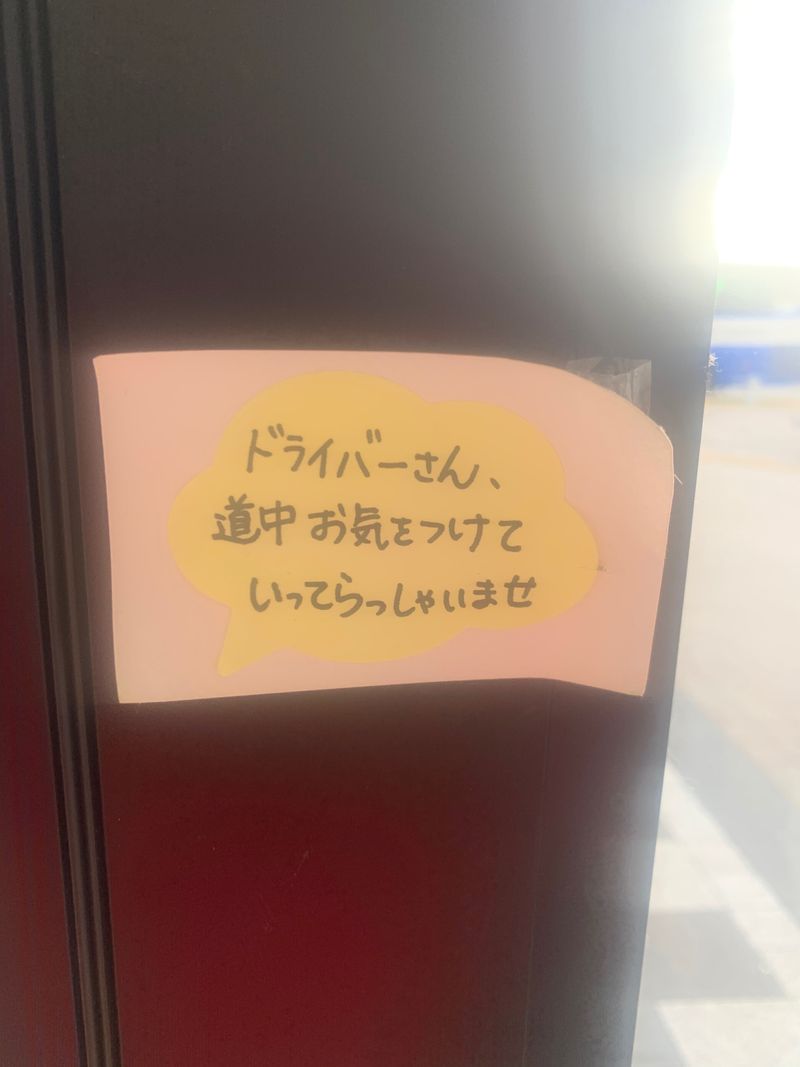 ドライバーさん、
道中 お気をつけて
いってらっしゃいませ